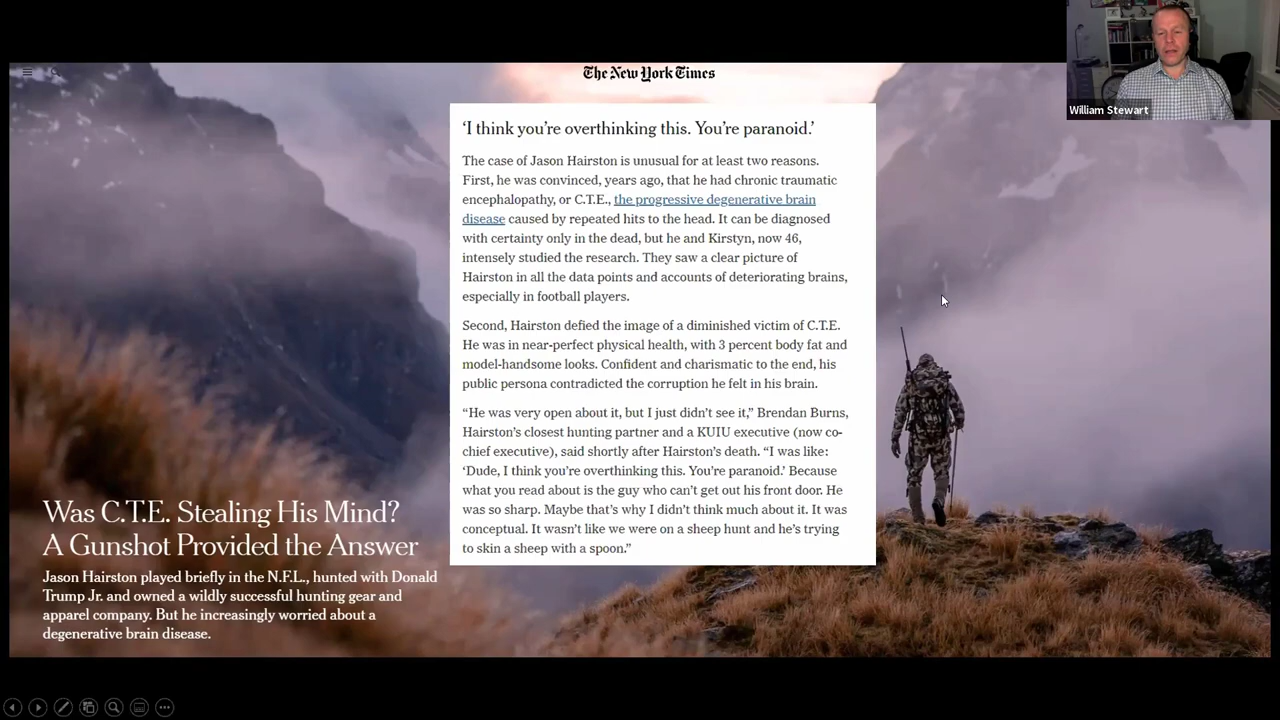 The New York Times
William Stewart
‘I think you’re overthinking this. You’re paranoid.’
The case of Jason Hairston is unusual for at least two reasons.
First, he was convinced, years ago, that he had chronic traumatic
encephalopathy, or C.T.E., the progressive degenerative brain
disease caused by repeated hits to the head. It can be diagnosed
with certainty only in the dead, but he and Kirstyn, now 46,
intensely studied the research. They saw a clear picture of
Hairston in all the data points and accounts of deteriorating brains,
especially in football players.
Second, Hairston defied the image of a diminished victim of C.T.E.
He was in near-perfect physical health, with 3 percent body fat and
model-handsome looks. Confident and charismatic to the end, his
public persona contradicted the corruption he felt in his brain.
“He was very open about it, but I just didn’t see it,” Brendan Burns,
Hairston’s closest hunting partner and a KUIU executive (now co-
chief executive), said shortly after Hairston’s death. “I was like:
‘Dude, I think you’re overthinking this. You’re paranoid.’ Because
what you read about is the guy who can’t get out his front door. He
was so sharp. Maybe that’s why I didn’t think much about it. It was
conceptual. It wasn’t like we were on a sheep hunt and he’s trying
to skin a sheep with a spoon.”
Was C.T.E. Stealing His Mind?
A Gunshot Provided the Answer
Jason Hairston played briefly in the N.F.L., hunted with Donald
Trump Jr. and owned a wildly successful hunting gear and
apparel company. But he increasingly worried about a
degenerative brain disease.